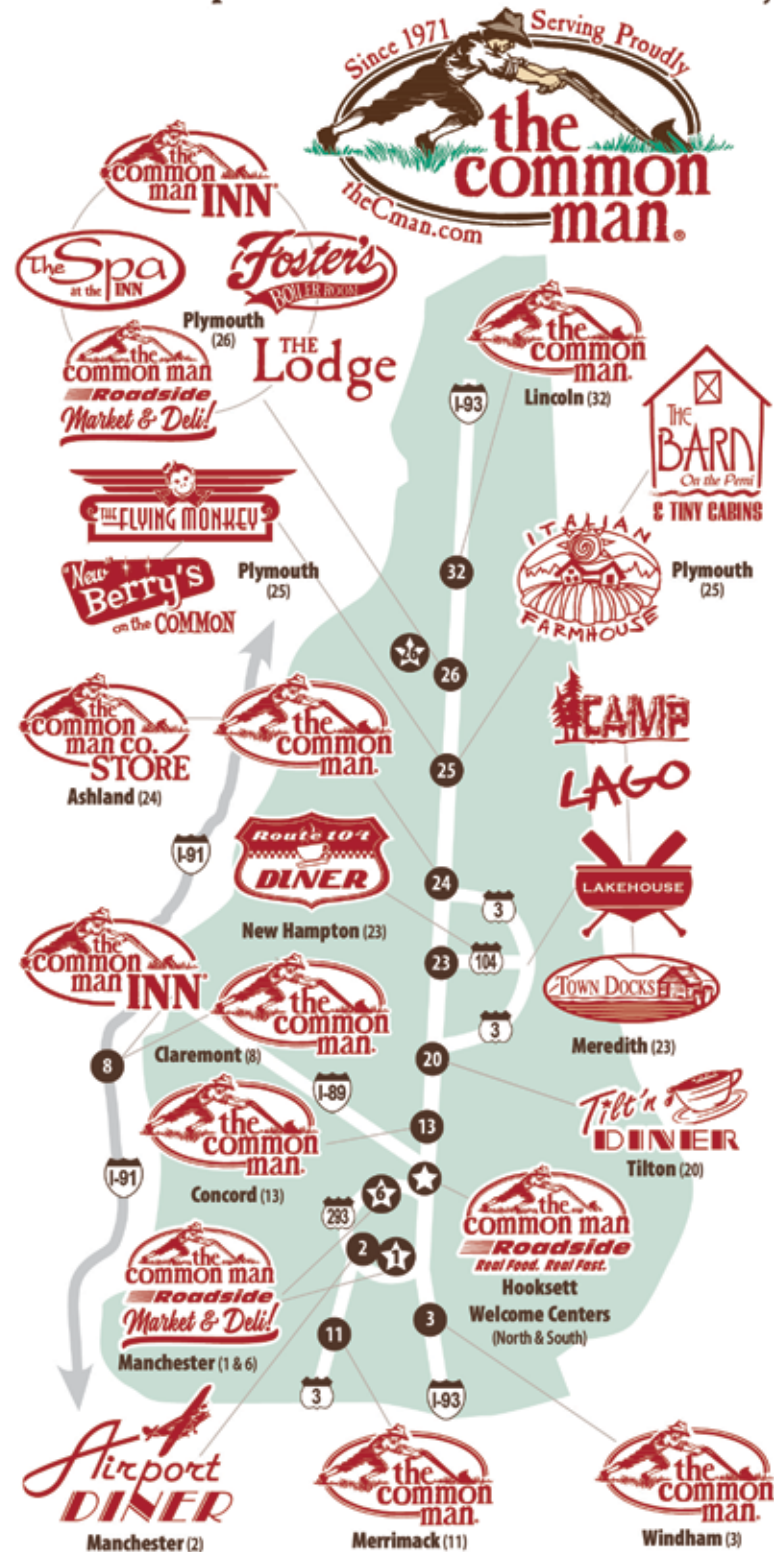 Since 1971
Serving Proudly
the
common
man®
theCman.com
the
common
man INN®
The Spa
at the INN
Foster's
BOILER ROOM
Plymouth
(26)
the
common man
Roadside
Market & Deli!
THE
Lodge
the
common
man®
Lincoln (32)
I-93
THE
BARN
On the Pemi
& TINY CABINS
THE FLYING MONKEY
"New"
Berry's
on the COMMON
Plymouth
(25)
ITALIAN
FARMHOUSE
Plymouth
(25)
32
26
26
25
the
common
man co.
STORE
Ashland (24)
the
common
man®
CAMP
LAGO
I-91
Route 104
DINER
New Hampton (23)
24
3
LAKEHOUSE
23
104
TOWN DOCKS
Meredith (23)
the
common
man INN®
the
common
man®
Claremont (8)
8
3
20
I-89
Tilt'n
DINER
Tilton (20)
the
common
man®
Concord (13)
13
I-91
6
293
the
common man
Roadside
Real Food. Real Fast.
Hooksett
Welcome Centers
(North & South)
the
common man
Roadside
Market & Deli!
Manchester (1 & 6)
2
1
3
11
3
I-93
Airport
DINER
Manchester (2)
the
common
man®
Merrimack (11)
the
common
man®
Windham (3)